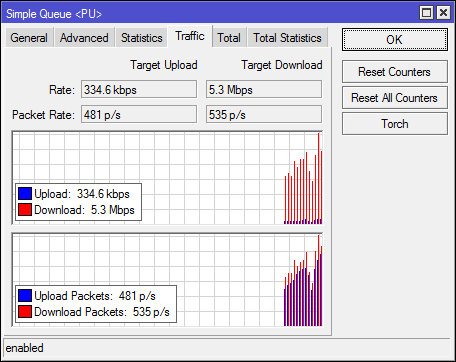 Simple Queue <PU>
General Advanced Statistics Traffic Total Total Statistics
OK
Reset Counters
Reset All Counters
Torch
Target Upload Target Download
Rate: 334.6 kbps 5.3 Mbps
Packet Rate: 481 p/s 535 p/s
Upload: 334.6 kbps
Download: 5.3 Mbps
Upload Packets: 481 p/s
Download Packets: 535 p/s
enabled